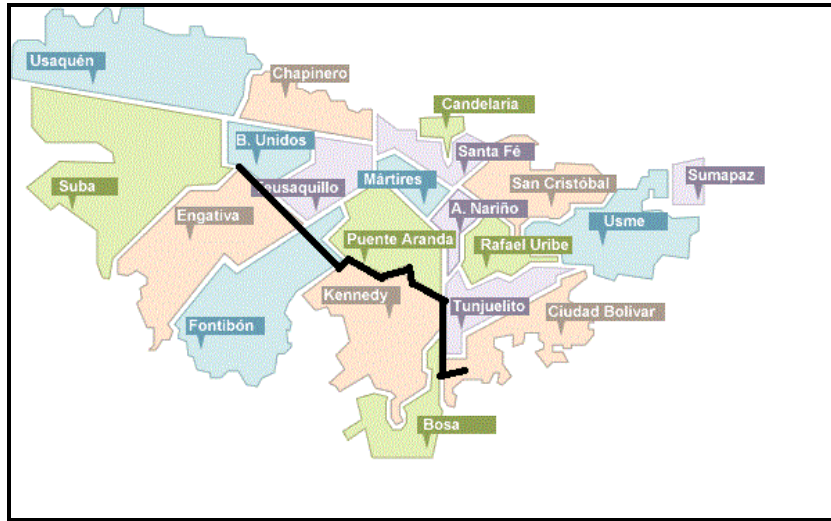 Usaquén
Chapinero
Candelaria
B. Unidos
Santa Fé
Sumapaz
Suba
Teusaquillo
Mártires
San Cristóbal
Engativa
A. Nariño
Usme
Puente Aranda
Rafael Uribe
Kennedy
Tunjuelito
Ciudad Bolivar
Fontibón
Bosa